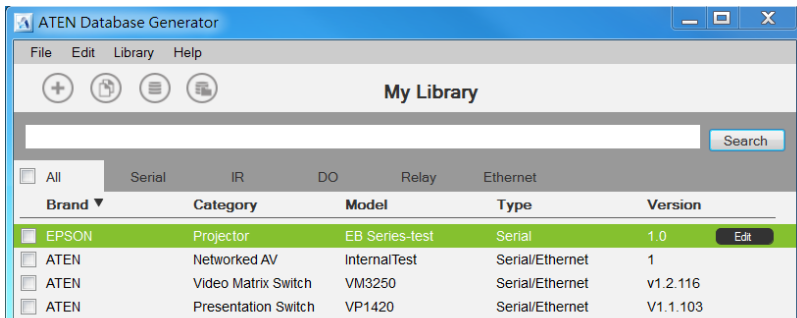 ATEN Database Generator
File Edit Library Help
My Library
Search
All Serial IR DO Relay Ethernet
Brand ▼ Category Model Type Version
EPSON Projector EB Series-test Serial 1.0 Edit
ATEN Networked AV InternalTest Serial/Ethernet 1
ATEN Video Matrix Switch VM3250 Serial/Ethernet v1.2.116
ATEN Presentation Switch VP1420 Serial/Ethernet V1.1.103